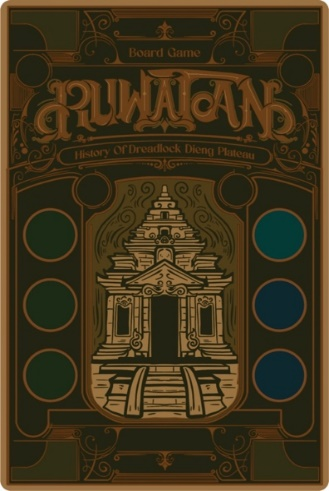 Board Game
RUWATAN
History Of Dreadlock Dieng Plateau